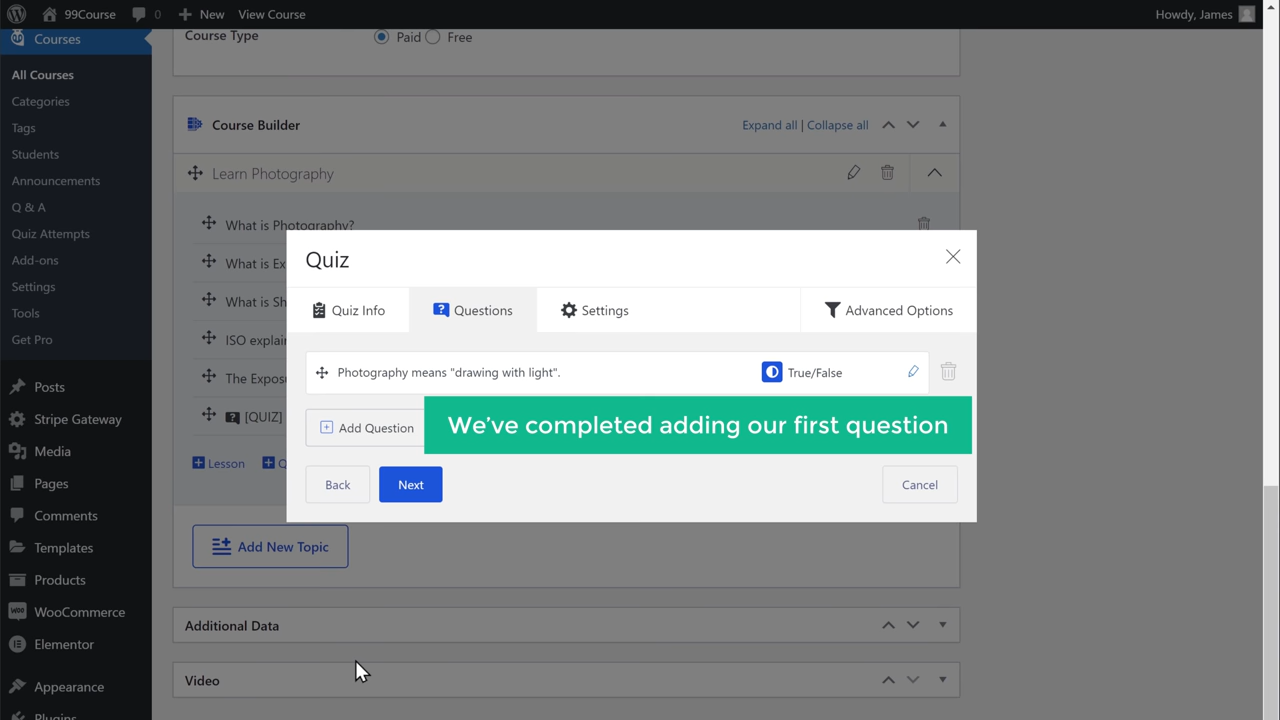 99Course
0
New
View Course
Howdy, James
Courses
All Courses
Categories
Tags
Students
Announcements
Q & A
Quiz Attempts
Add-ons
Settings
Tools
Get Pro
Posts
Stripe Gateway
Media
Pages
Comments
Templates
Products
WooCommerce
Elementor
Appearance
Plugins
Course Type
Paid
Free
Course Builder
Expand all | Collapse all
Learn Photography
What is Photography?
What is
What is
ISO
The
[QUIZ]
Lesson
Quiz
Quiz Info
Questions
Settings
Advanced Options
Photography means "drawing with light".
True/False
Add Question
We've completed adding our first question
Back
Next
Cancel
Add New Topic
Additional Data
Video